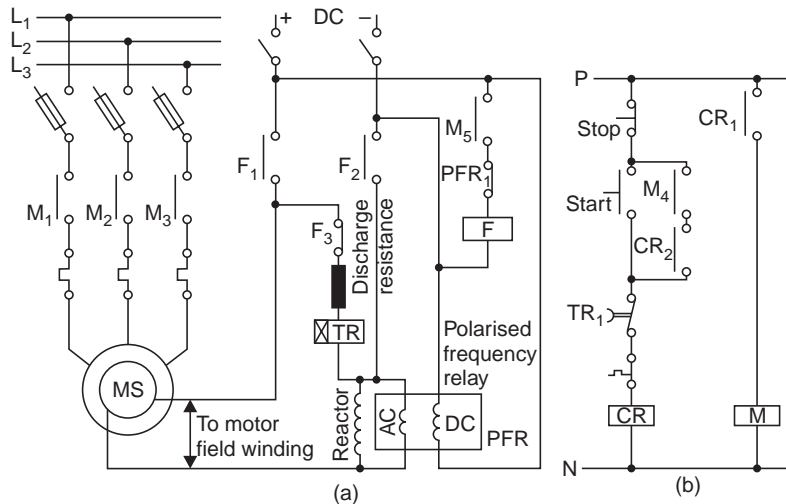 L1
L2
L3
+ DC –
M1 M2 M3
F1
F2
M5
PFR1
F
F3
Discharge
resistance
TR
Polarised
frequency
relay
MS
To motor
field winding
Reactor
AC
DC
PFR
(a)
P
Stop
CR1
Start
M4
CR2
TR1
CR
M
N
(b)